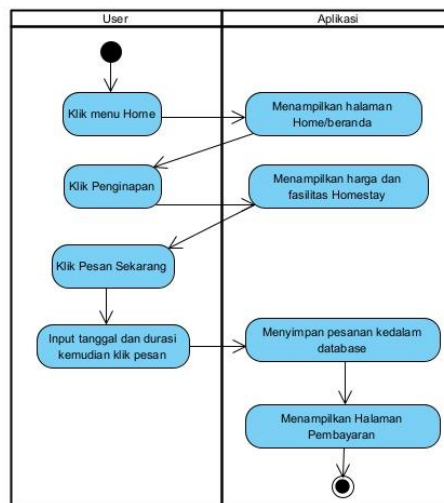 User
Aplikasi
Klik menu Home
Menampilkan halaman
Home/beranda
Klik Penginapan
Menampilkan harga dan
fasilitas Homestay
Klik Pesan Sekarang
Input tanggal dan durasi
kemudian klik pesan
Menyimpan pesanan kedalam
database
Menampilkan Halaman
Pembayaran